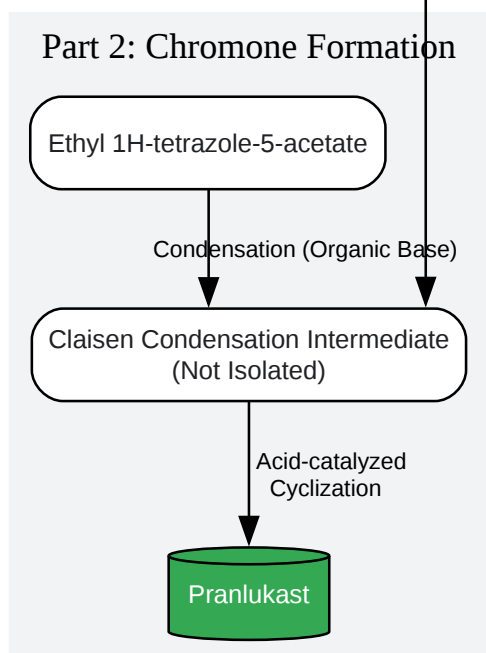 Part 2: Chromone Formation
Ethyl 1H-tetrazole-5-acetate
Condensation (Organic Base)
Claisen Condensation Intermediate
(Not Isolated)
Acid-catalyzed
Cyclization
Pranlukast